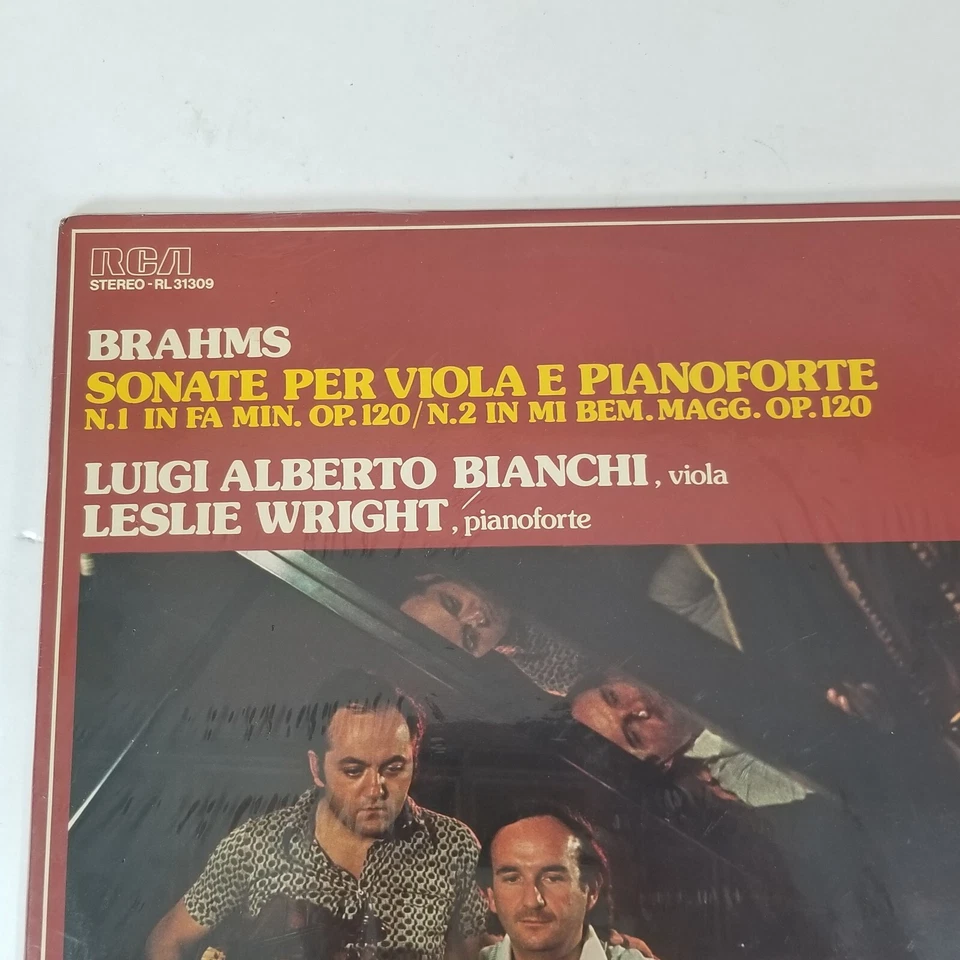 RCA
STEREO - RL 31309
BRAHMS
SONATE PER VIOLA E PIANOFORTE
N.1 IN FA MIN. OP.120/N.2 IN MI BEM. MAGG. OP.120
LUIGI ALBERTO BIANCHI, viola
LESLIE WRIGHT, pianoforte